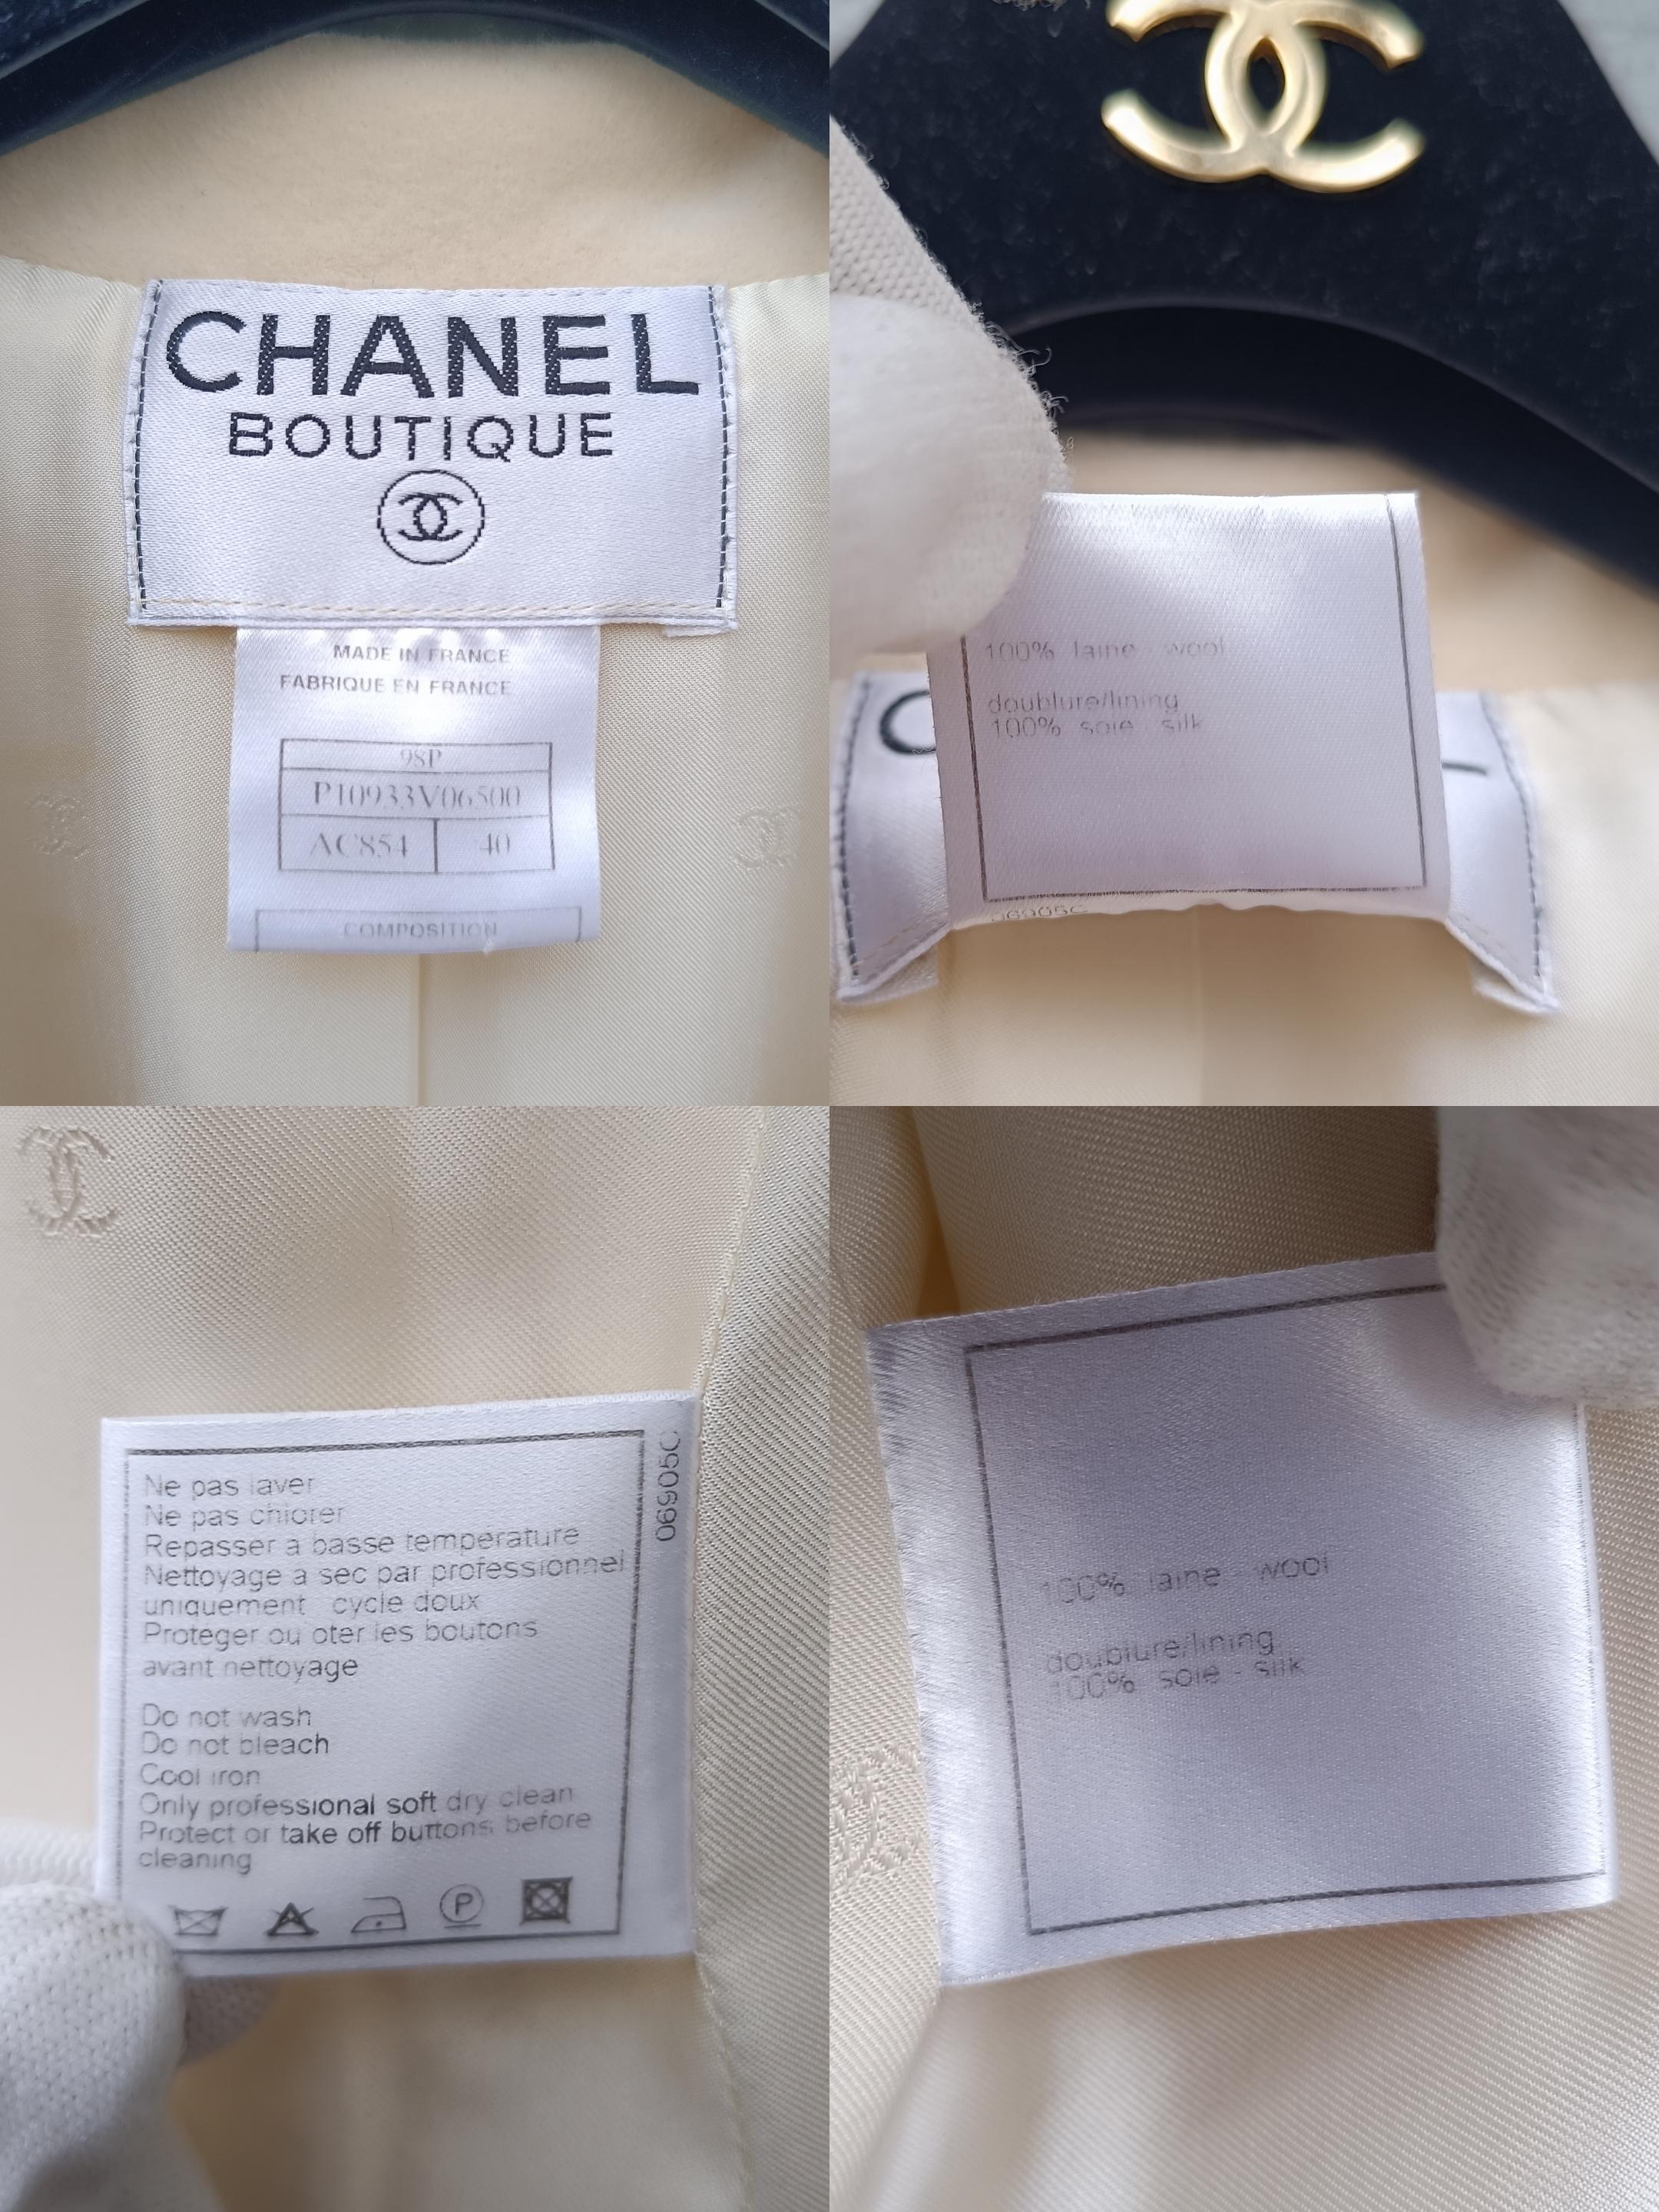 CHANEL
BOUTIQUE
MADE IN FRANCE
FABRIQUE EN FRANCE
98P
P10933V06500
AC854 40
COMPOSITION
100% laine - wool
doublure/lining
100% soie - silk
06905C
C
L
Ne pas laver
Ne pas chlorer
Repasser a basse temperature
Nettoyage a sec par professionnel
uniquement cycle doux
Proteger ou oter les boutons
avant nettoyage
Do not wash
Do not bleach
Cool iron
Only professional soft dry clean
Protect or take off buttons before
cleaning
P
06905C
100% laine - wool
doublure/lining
100% soie - silk